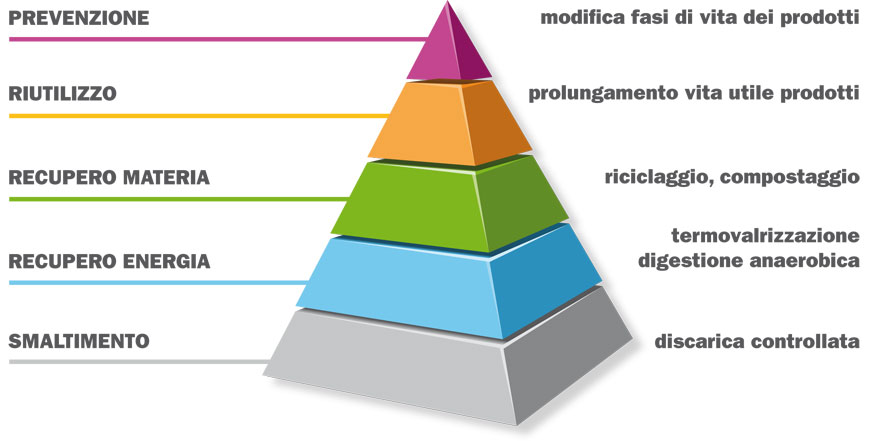 PREVENZIONE
modifica fasi di vita dei prodotti
RIUTILIZZO
prolungamento vita utile prodotti
RECUPERO MATERIA
riciclaggio, compostaggio
RECUPERO ENERGIA
termovalrizzazione
digestione anaerobica
SMALTIMENTO
discarica controllata